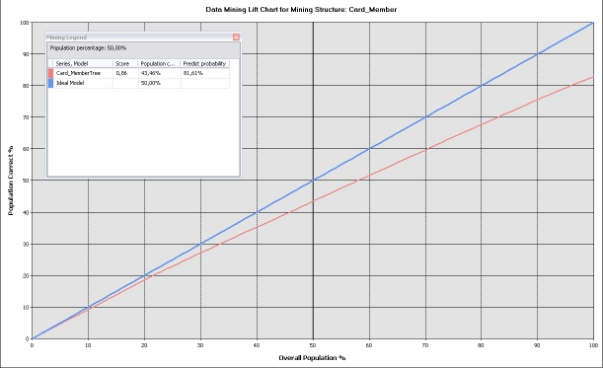 Data Mining Lift Chart for Mining Structure: Card_Member
Mining Legend
Population percentage: 50,00%
Series, Model Score Population c... Predict probability
Card_MemberTree 0,86 43,46% 81,61%
Ideal Model 50,00%
100
90
80
70
60
50
40
30
20
10
0
Population Correct %
0 10 20 30 40 50 60 70 80 90 100
Overall Population %